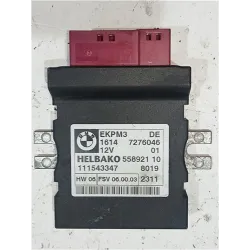 EKPM3 DE
1614 7276046
12V 01
HELBAKO 558921 10
111543347 8019
HW 06 FSV 06.00.03 2311